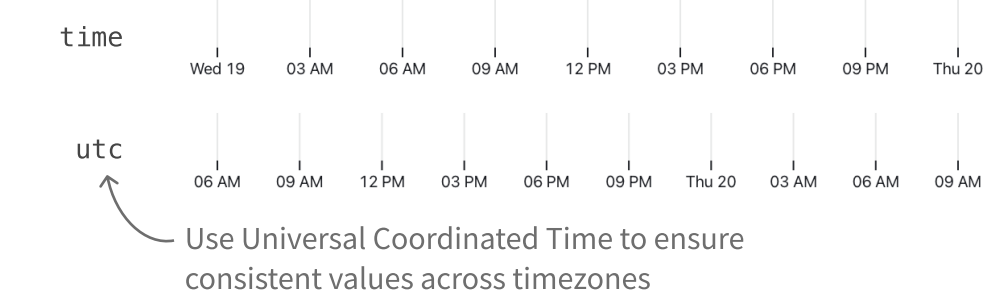 time
Wed 19 03 AM 06 AM 09 AM 12 PM 03 PM 06 PM 09 PM Thu 20
utc
06 AM 09 AM 12 PM 03 PM 06 PM 09 PM Thu 20 03 AM 06 AM 09 AM
Use Universal Coordinated Time to ensure
consistent values across timezones